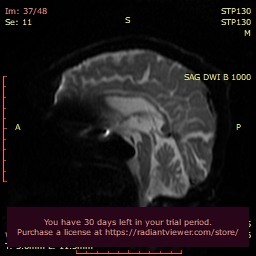 Im: 37/48
Se: 11
S
STP130
STP130
M
SAG DWI B 1000
A
P
You have 30 days left in your trial period.
Purchase a license at https://radiantviewer.com/store/